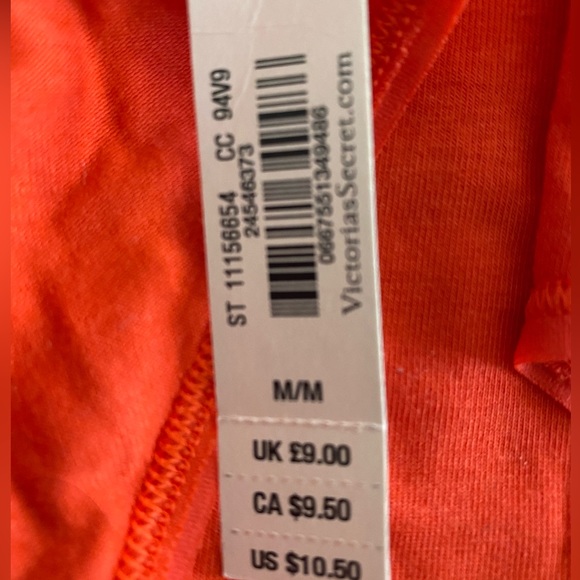 ST 11156654 CC 94V9
24546373
0667551349486
VictoriasSecret.com
M/M
UK £9.00
CA $9.50
US $10.50